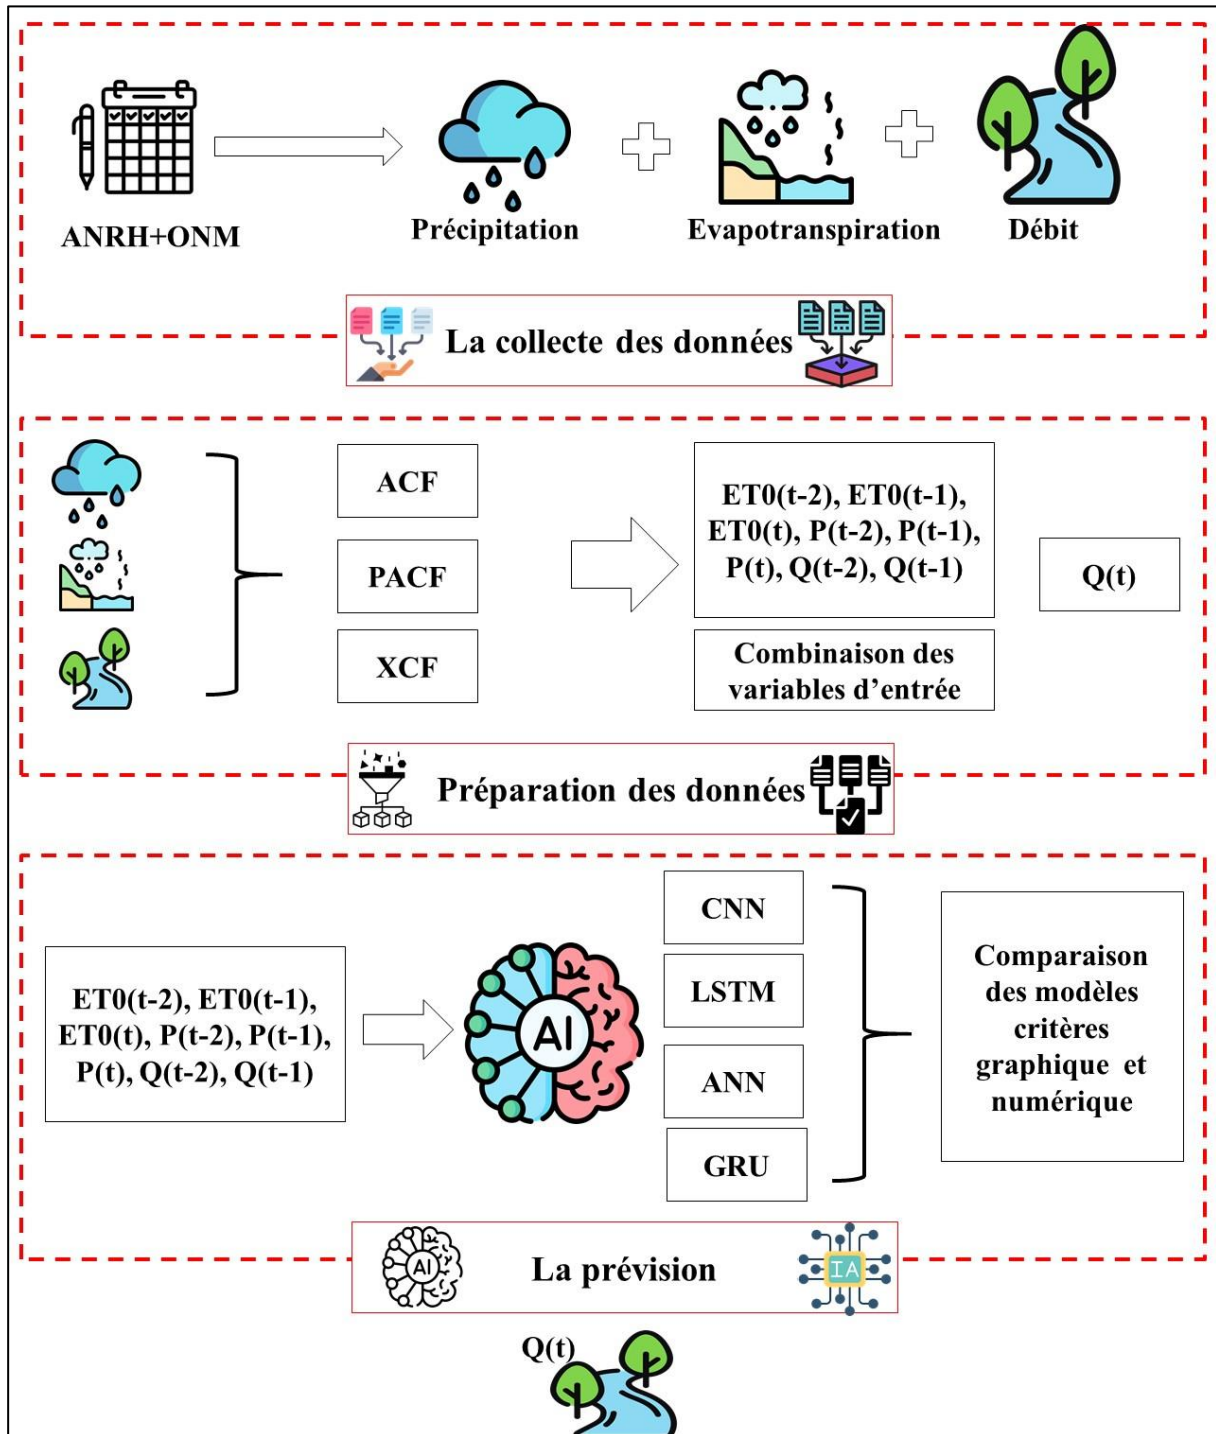 ANRH+ONM
Précipitation
Evapotranspiration
Débit
La collecte des données
ACF
PACF
XCF
ET0(t-2), ET0(t-1),
ET0(t), P(t-2), P(t-1),
P(t), Q(t-2), Q(t-1)
Combinaison des
variables d’entrée
Q(t)
Préparation des données
ET0(t-2), ET0(t-1),
ET0(t), P(t-2), P(t-1),
P(t), Q(t-2), Q(t-1)
AI
CNN
LSTM
ANN
GRU
Comparaison
des modèles
critères
graphique et
numérique
AI
La prévision
IA
Q(t)